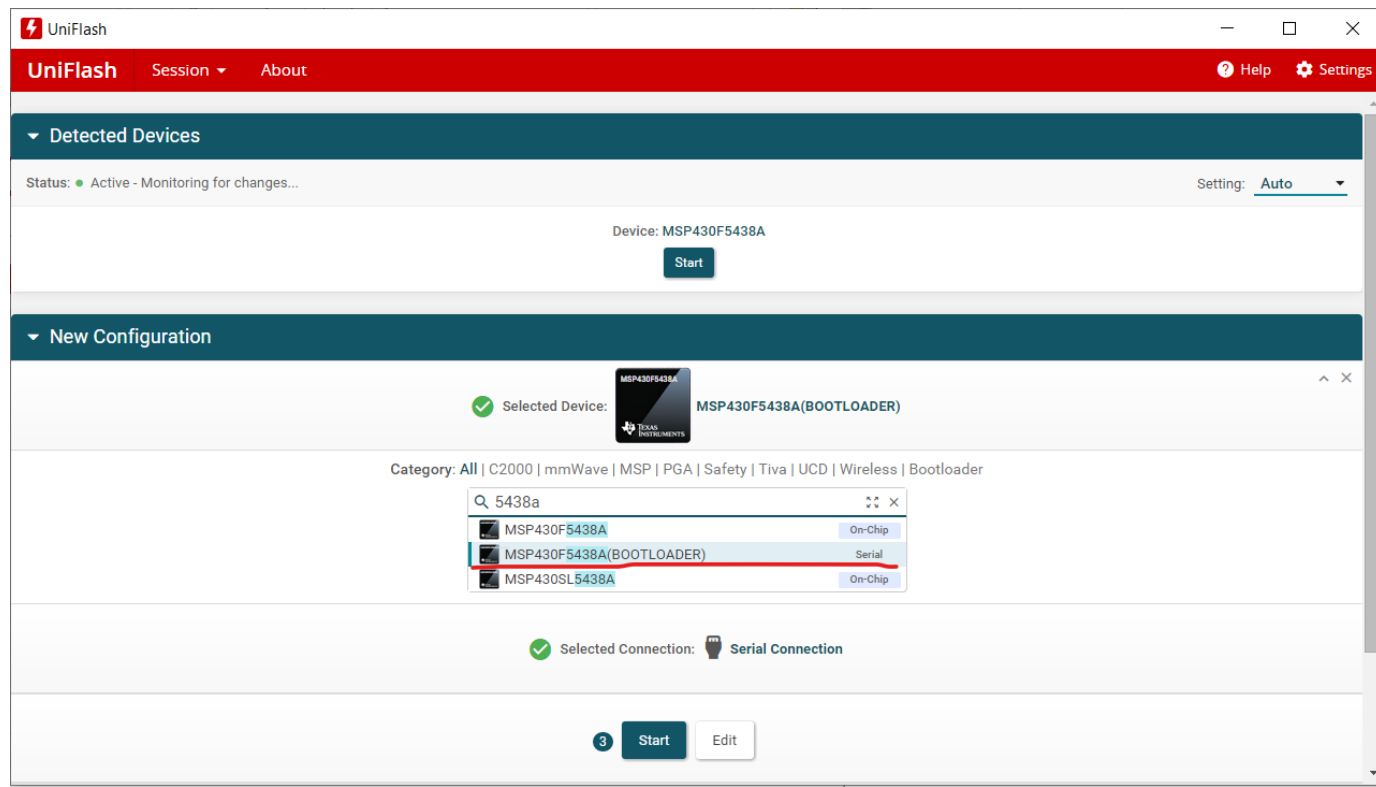 UniFlash
UniFlash Session About Help Settings
Detected Devices
Status: Active - Monitoring for changes... Setting: Auto
Device: MSP430F5438A
Start
New Configuration
MSP430F5438A
TEXAS
INSTRUMENTS
Selected Device: MSP430F5438A(BOOTLOADER)
Category: All | C2000 | mmWave | MSP | PGA | Safety | Tiva | UCD | Wireless | Bootloader
5438a
MSP430F5438A On-Chip
MSP430F5438A(BOOTLOADER) Serial
MSP430SL5438A On-Chip
Selected Connection: Serial Connection
3 Start Edit